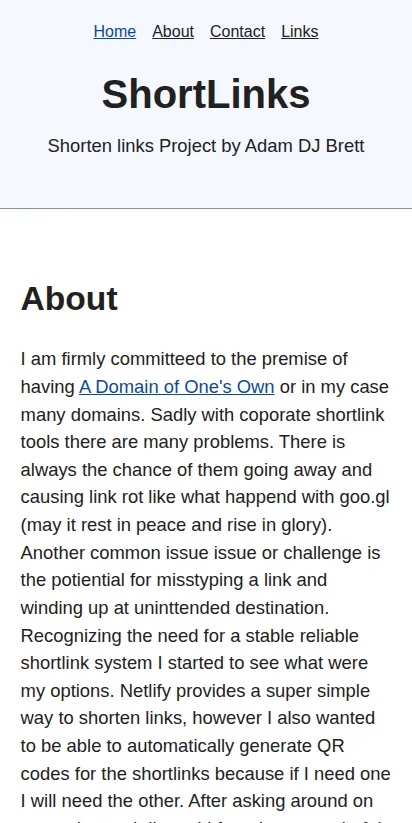 Home About Contact Links
ShortLinks
Shorten links Project by Adam DJ Brett
About
I am firmly committeed to the premise of
having A Domain of One's Own or in my case
many domains. Sadly with coporate shortlink
tools there are many problems. There is
always the chance of them going away and
causing link rot like what happend with goo.gl
(may it rest in peace and rise in glory).
Another common issue issue or challenge is
the potiential for misstyping a link and
winding up at uninttended destination.
Recognizing the need for a stable reliable
shortlink system I started to see what were
my options. Netlify provides a super simple
way to shorten links, however I also wanted
to be able to automatically generate QR
codes for the shortlinks because if I need one
I will need the other. After asking around on